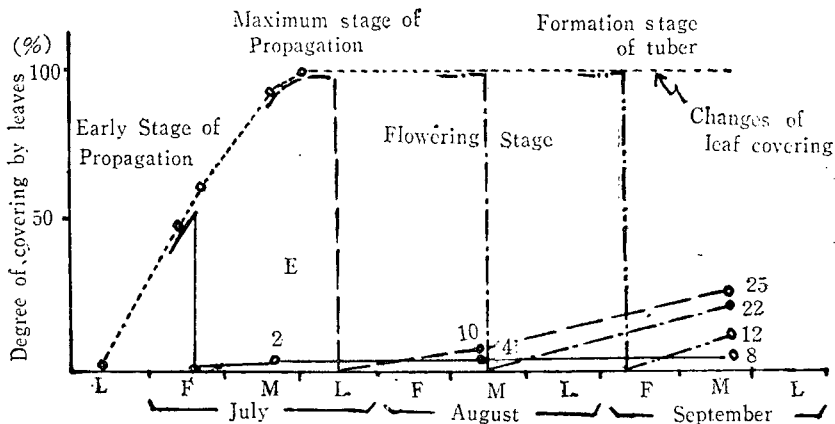 Maximum stage of
Propagation
Formation stage
of tuber
(%)
100
Changes of
leaf covering
Early Stage of
Propagation
Flowering Stage
50
Degree of covering by leaves
E
2
10
4
25
22
12
8
L F M L F M L F M L
July August September